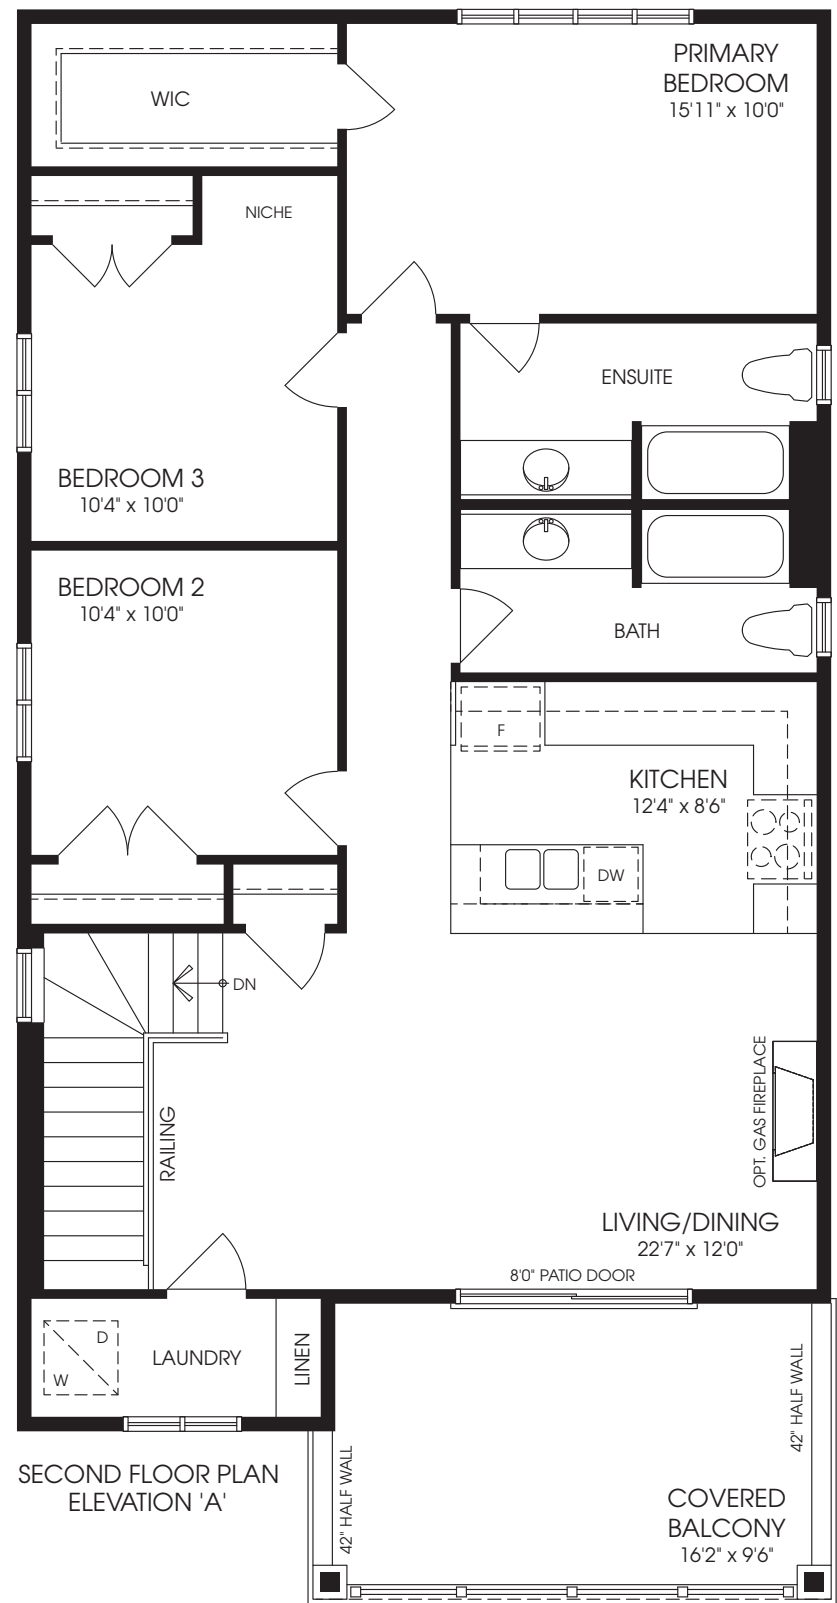 PRIMARY
BEDROOM
15'11" x 10'0"
WIC
NICHE
ENSUITE
BEDROOM 3
10'4" x 10'0"
BEDROOM 2
10'4" x 10'0"
BATH
F
KITCHEN
12'4" x 8'6"
DW
DN
RAILING
OPT. GAS FIREPLACE
LIVING/DINING
22'7" x 12'0"
8'0" PATIO DOOR
D
W
LAUNDRY
LINEN
42" HALF WALL
42" HALF WALL
SECOND FLOOR PLAN
ELEVATION 'A'
COVERED
BALCONY
16'2" x 9'6"